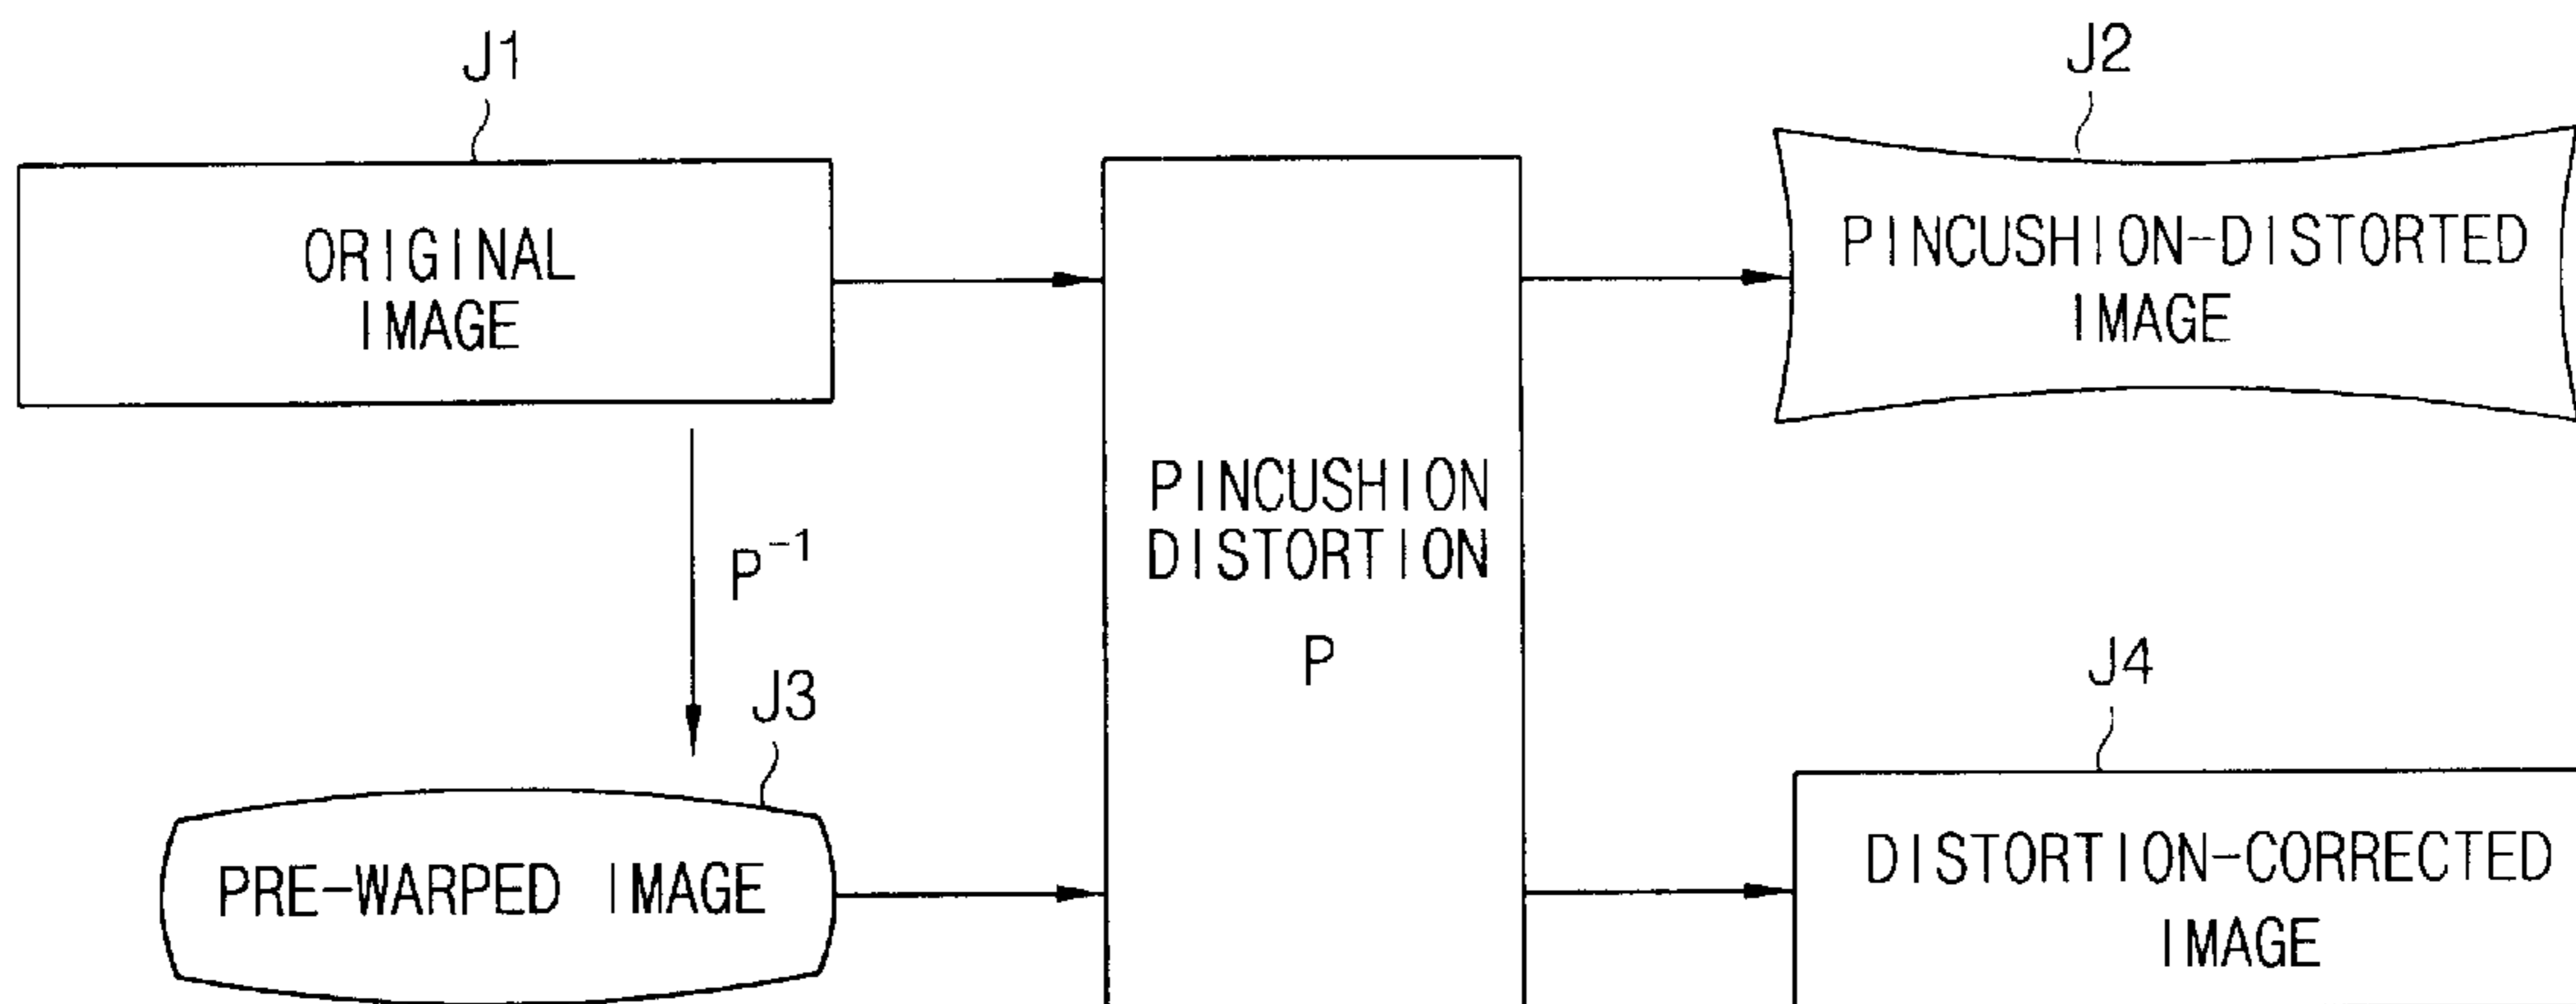 J1
ORIGINAL
IMAGE
J2
PINCUSHION-DISTORTED
IMAGE
PINCUSHION
DISTORTION
P
P⁻¹
J3
PRE-WARPED IMAGE
J4
DISTORTION-CORRECTED
IMAGE